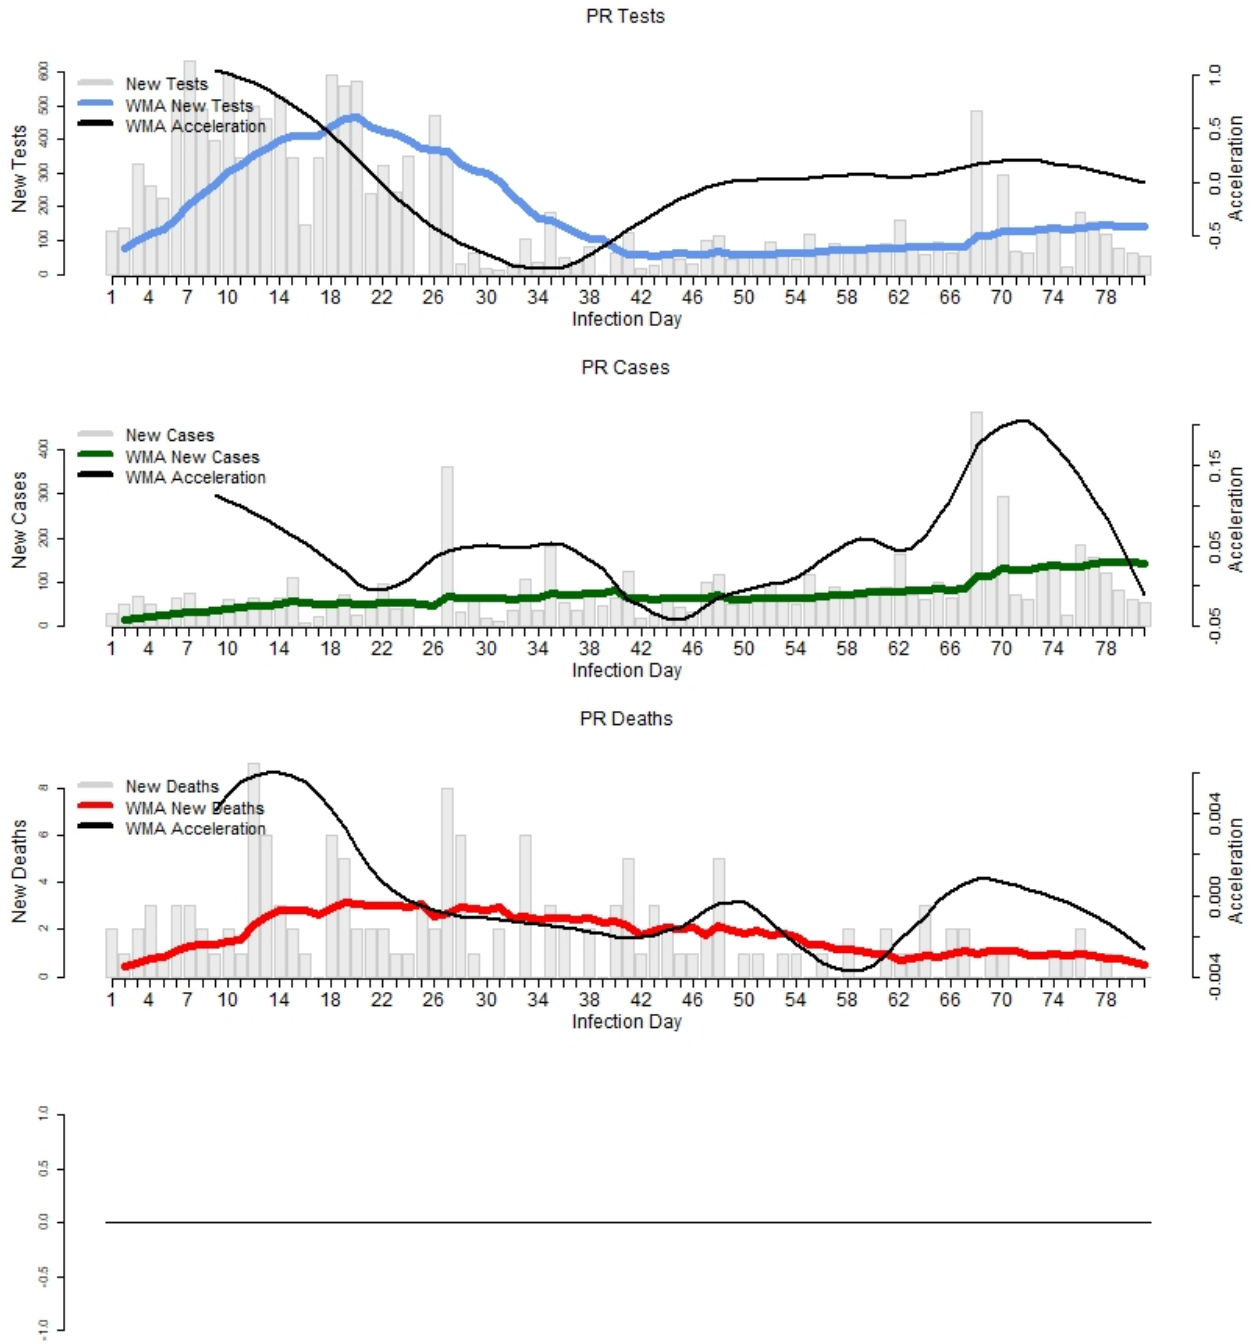 PR Tests
New Tests
WMA New Tests
WMA Acceleration
New Tests
0 100 200 300 400 500 600
Acceleration
-0.5 0.0 0.5 1.0
1 4 7 10 14 18 22 26 30 34 38 42 46 50 54 58 62 66 70 74 78
Infection Day
PR Cases
New Cases
WMA New Cases
WMA Acceleration
New Cases
0 100 200 300 400
Acceleration
-0.05 0.05 0.15
1 4 7 10 14 18 22 26 30 34 38 42 46 50 54 58 62 66 70 74 78
Infection Day
PR Deaths
New Deaths
WMA New Deaths
WMA Acceleration
New Deaths
0 2 4 6 8
Acceleration
-0.004 0.000 0.004
1 4 7 10 14 18 22 26 30 34 38 42 46 50 54 58 62 66 70 74 78
Infection Day
-1.0 -0.5 0.0 0.5 1.0